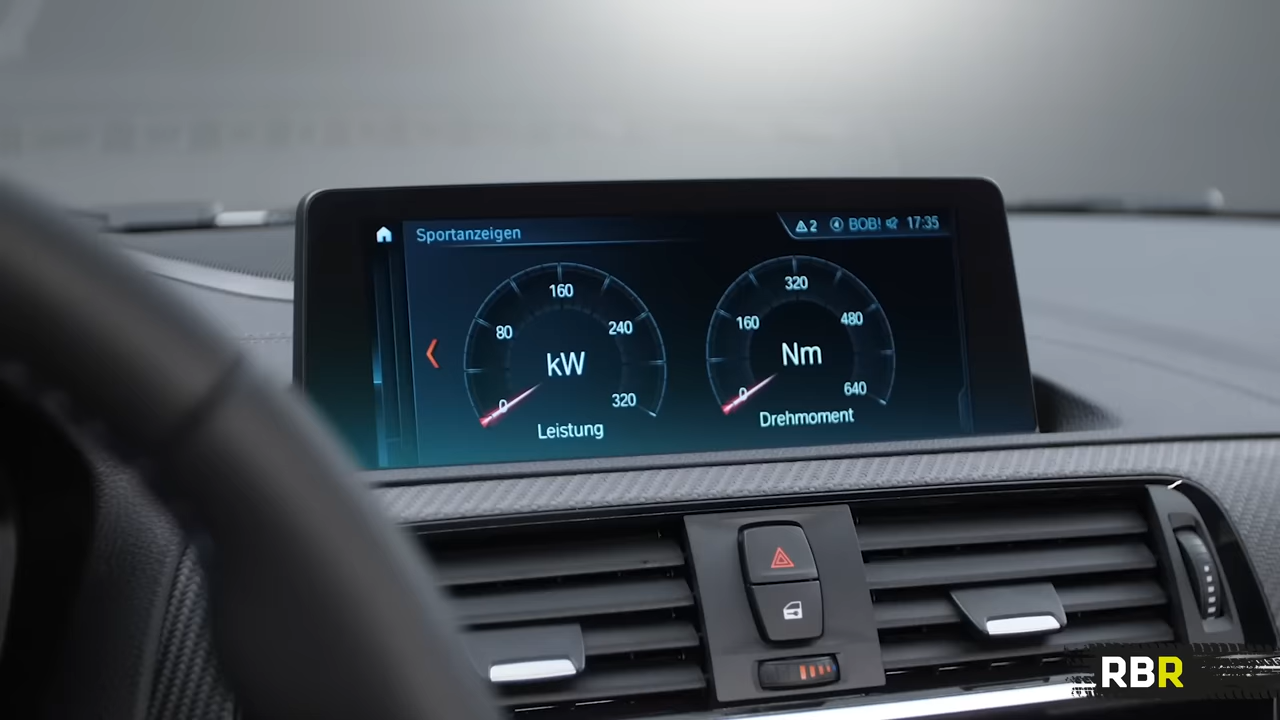 Sportanzeigen
2 4 BOB! 17:35
160
80
240
kW
0
320
Leistung
320
160
480
Nm
0
640
Drehmoment
RBR